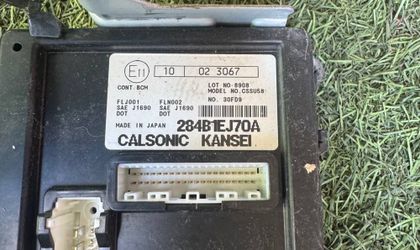 E11 10 02 3067
CONT BCM
LOT NO-8908
MODEL NO.CSSU58
FLJ001 FLN002 NO. 30FD9
SAE J1690 SAE J1690
DOT DOT
MADE IN JAPAN 284B1EJ70A
CALSONIC KANSEI